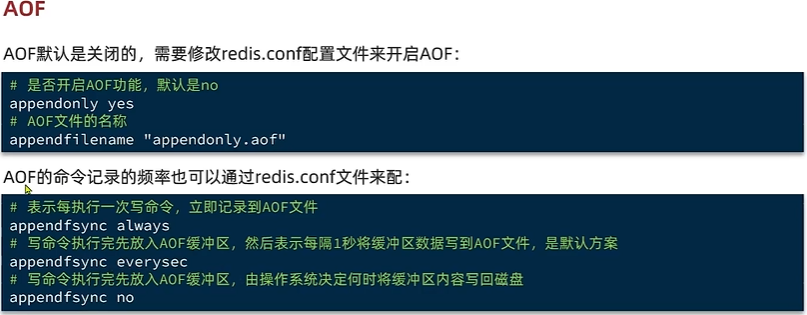 AOF
AOF默认是关闭的，需要修改redis.conf配置文件来开启AOF：
# 是否开启AOF功能，默认是no
appendonly yes
# AOF文件的名称
appendfilename "appendonly.aof"
AOF的命令记录的频率也可以通过redis.conf文件来配：
# 表示每执行一次写命令，立即记录到AOF文件
appendfsync always
# 写命令执行完先放入AOF缓冲区，然后表示每隔1秒将缓冲区数据写到AOF文件，是默认方案
appendfsync everysec
# 写命令执行完先放入AOF缓冲区，由操作系统决定何时将缓冲区内容写回磁盘
appendfsync no